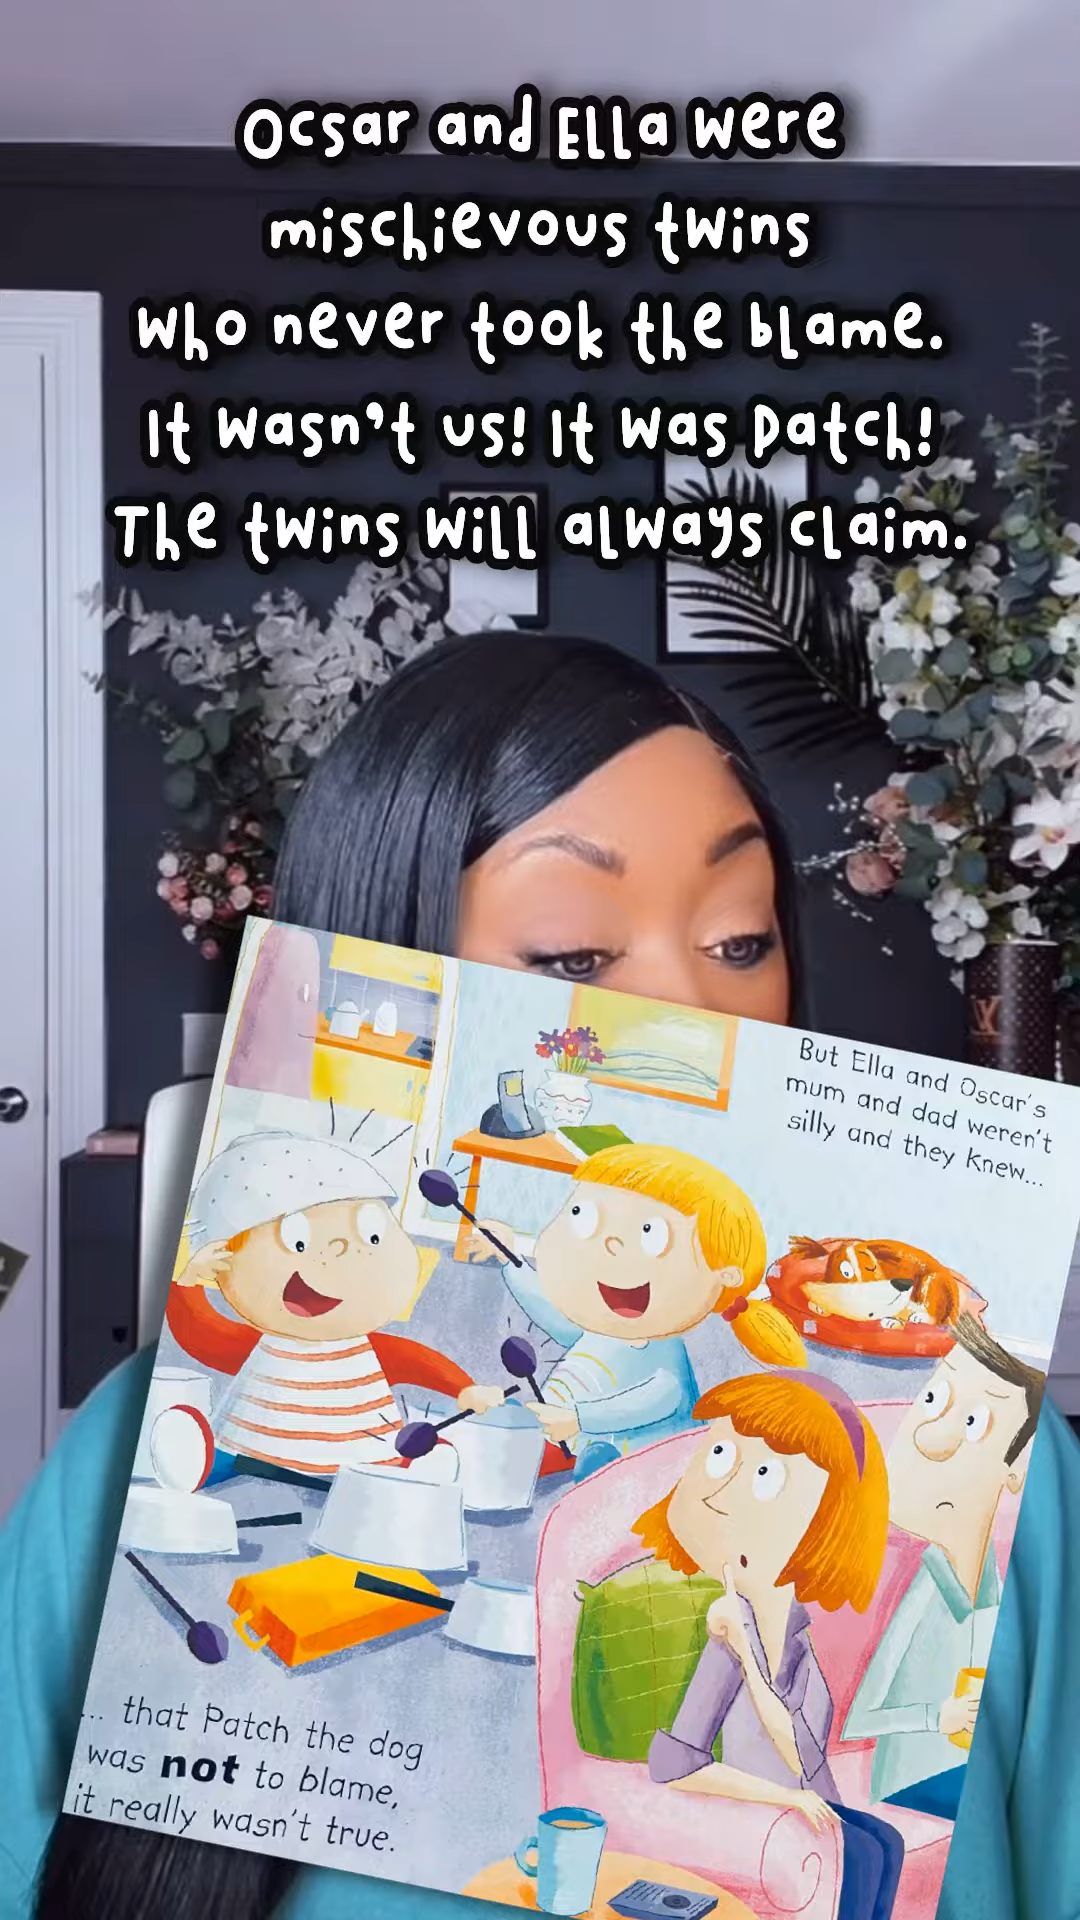 Ocsar and Ella were
mischievous twins
who never took the blame.
It wasn't us! It was Patch!
The twins will always claim.
But Ella and Oscar's
mum and dad weren't
silly and they knew...
... that Patch the dog
was not to blame,
it really wasn't true.
LV